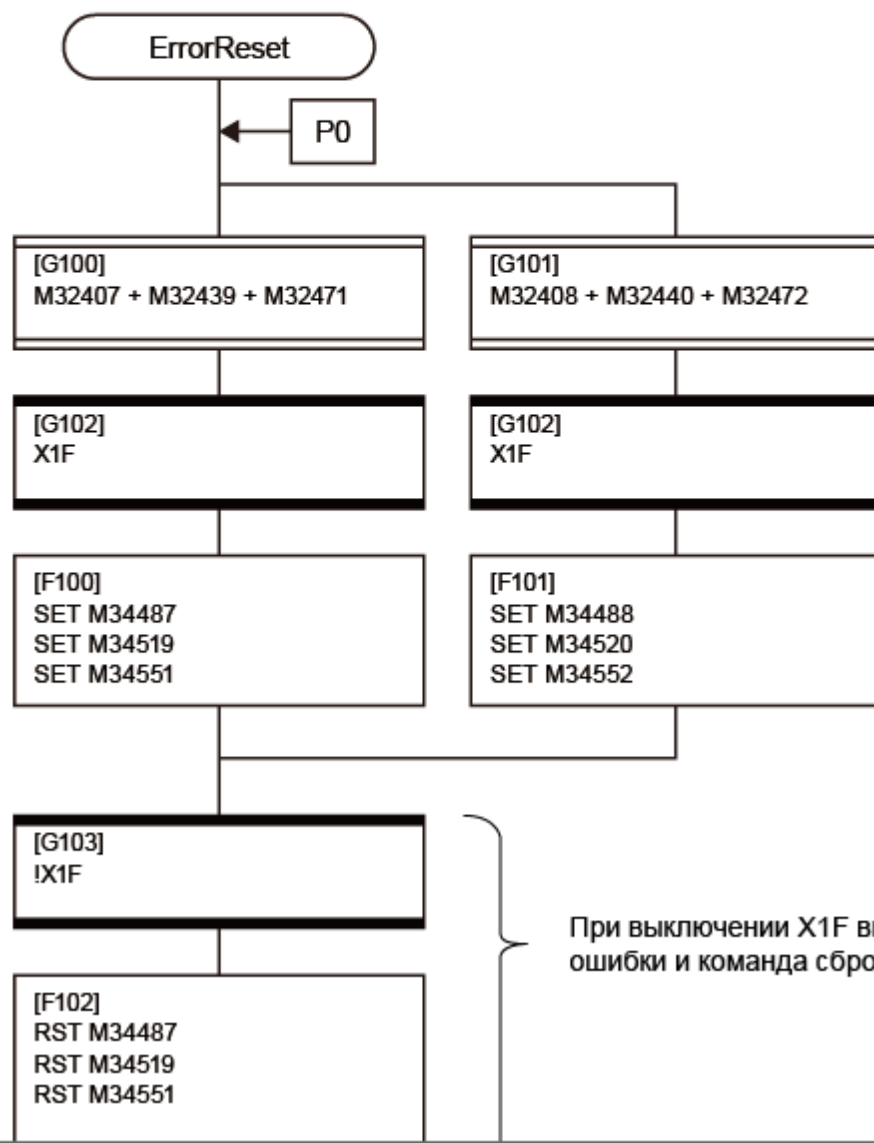 ErrorReset
P0
[G100]
M32407 + M32439 + M32471
[G101]
M32408 + M32440 + M32472
[G102]
X1F
[G102]
X1F
[F100]
SET M34487
SET M34519
SET M34551
[F101]
SET M34488
SET M34520
SET M34552
[G103]
!X1F
При выключении X1F
ошибки и команда
[F102]
RST M34487
RST M34519
RST M34551